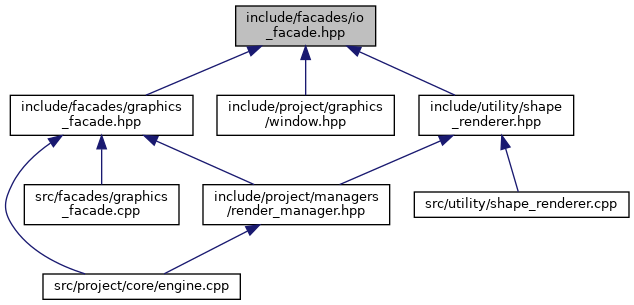 include/facades/io
_facade.hpp
include/facades/graphics
_facade.hpp
include/project/graphics
/window.hpp
include/utility/shape
_renderer.hpp
src/facades/graphics
_facade.cpp
include/project/managers
/render_manager.hpp
src/utility/shape_renderer.cpp
src/project/core/engine.cpp